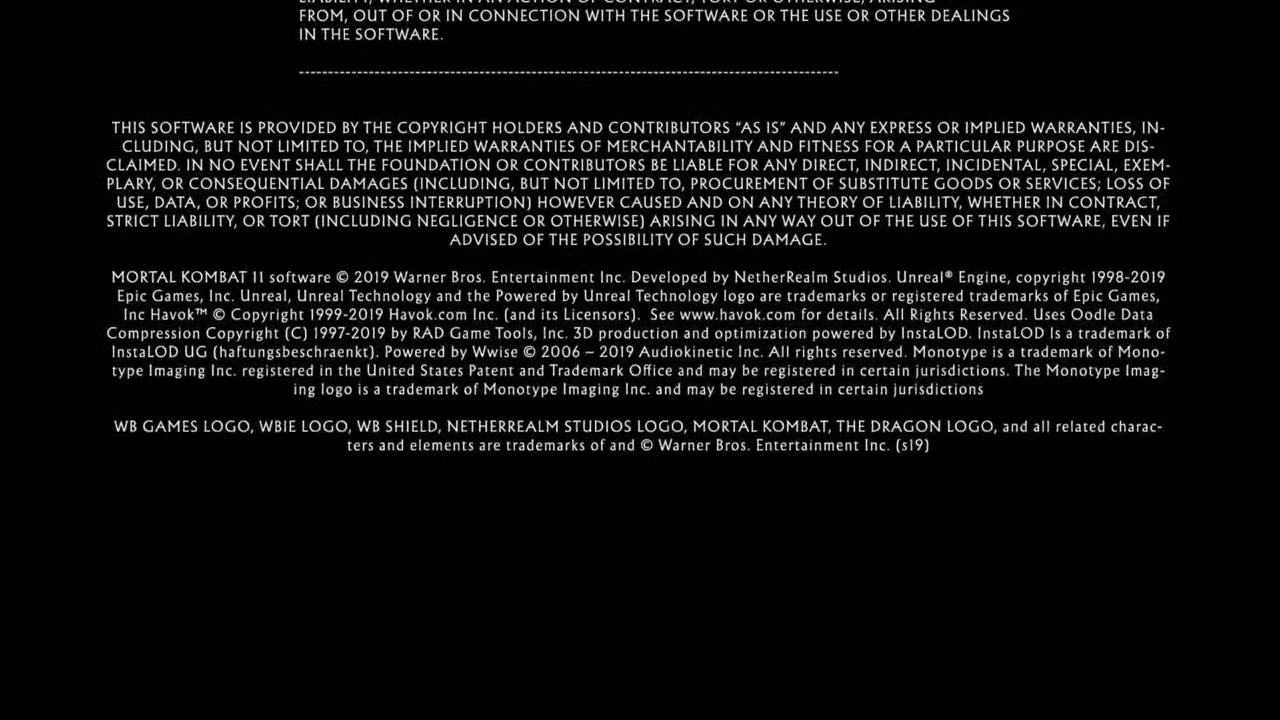 LIABILITY, WHETHER IN AN ACTION OF CONTRACT, TORT OR OTHERWISE, ARISING
FROM, OUT OF OR IN CONNECTION WITH THE SOFTWARE OR THE USE OR OTHER DEALINGS
IN THE SOFTWARE.
---------------------------------------------------------------------------------------------
THIS SOFTWARE IS PROVIDED BY THE COPYRIGHT HOLDERS AND CONTRIBUTORS “AS IS” AND ANY EXPRESS OR IMPLIED WARRANTIES, IN-
CLUDING, BUT NOT LIMITED TO, THE IMPLIED WARRANTIES OF MERCHANTABILITY AND FITNESS FOR A PARTICULAR PURPOSE ARE DIS-
CLAIMED. IN NO EVENT SHALL THE FOUNDATION OR CONTRIBUTORS BE LIABLE FOR ANY DIRECT, INDIRECT, INCIDENTAL, SPECIAL, EXEM-
PLARY, OR CONSEQUENTIAL DAMAGES (INCLUDING, BUT NOT LIMITED TO, PROCUREMENT OF SUBSTITUTE GOODS OR SERVICES; LOSS OF
USE, DATA, OR PROFITS; OR BUSINESS INTERRUPTION) HOWEVER CAUSED AND ON ANY THEORY OF LIABILITY, WHETHER IN CONTRACT,
STRICT LIABILITY, OR TORT (INCLUDING NEGLIGENCE OR OTHERWISE) ARISING IN ANY WAY OUT OF THE USE OF THIS SOFTWARE, EVEN IF
ADVISED OF THE POSSIBILITY OF SUCH DAMAGE.
MORTAL KOMBAT 11 software © 2019 Warner Bros. Entertainment Inc. Developed by NetherRealm Studios. Unreal® Engine, copyright 1998-2019
Epic Games, Inc. Unreal, Unreal Technology and the Powered by Unreal Technology logo are trademarks or registered trademarks of Epic Games,
Inc Havok™ © Copyright 1999-2019 Havok.com Inc. (and its Licensors).  See www.havok.com for details. All Rights Reserved. Uses Oodle Data
Compression Copyright (C) 1997-2019 by RAD Game Tools, Inc. 3D production and optimization powered by InstaLOD. InstaLOD Is a trademark of
InstaLOD UG (haftungsbeschraenkt). Powered by Wwise © 2006 – 2019 Audiokinetic Inc. All rights reserved. Monotype is a trademark of Mono-
type Imaging Inc. registered in the United States Patent and Trademark Office and may be registered in certain jurisdictions. The Monotype Imag-
ing logo is a trademark of Monotype Imaging Inc. and may be registered in certain jurisdictions
WB GAMES LOGO, WBIE LOGO, WB SHIELD, NETHERREALM STUDIOS LOGO, MORTAL KOMBAT, THE DRAGON LOGO, and all related charac-
ters and elements are trademarks of and © Warner Bros. Entertainment Inc. (s19)